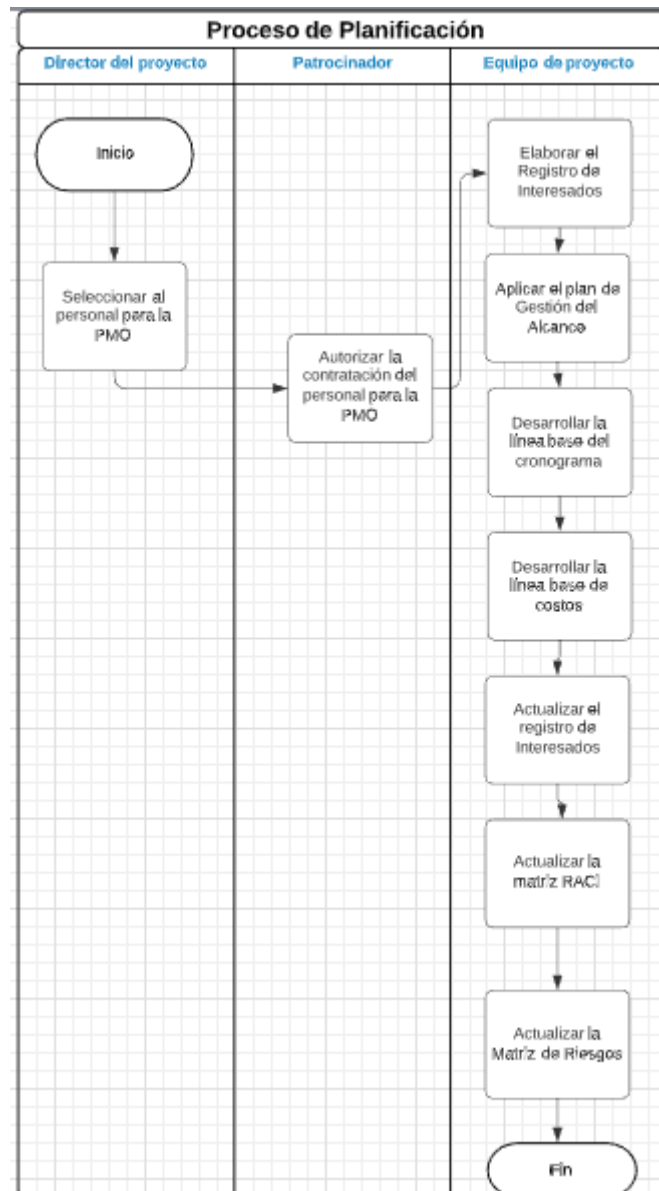 Proceso de Planificación
Director del proyecto
Patrocinador
Equipo de proyecto
Inicio
Seleccionar al
personal para la
PMO
Autorizar la
contratación del
personal para la
PMO
Elaborar el
Registro de
Interesados
Aplicar el plan de
Gestión del
Alcance
Desarrollar la
línea base del
cronograma
Desarrollar la
línea base de
costos
Actualizar el
registro de
Interesados
Actualizar la
matriz RACI
Actualizar la
Matriz de Riesgos
Fin